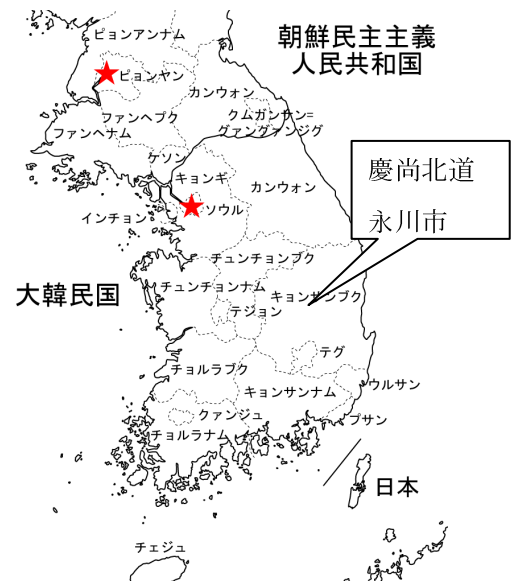 ピョンアンナム
朝鮮民主主義
人民共和国
ピョンヤン
カンウォン
ファンヘプク
クムガンサン=
グァングァンジグ
ファンヘナム
ケソン
慶尚北道
永川市
キョンギ
カンウォン
ソウル
インチョン
チュンチョンブク
チュンチョンナム
キョンサンブク
大韓民国
テジョン
テグ
チョルラブク
キョンサンナム
ウルサン
クァンジュ
プサン
チョルラナム
日本
チェジュ